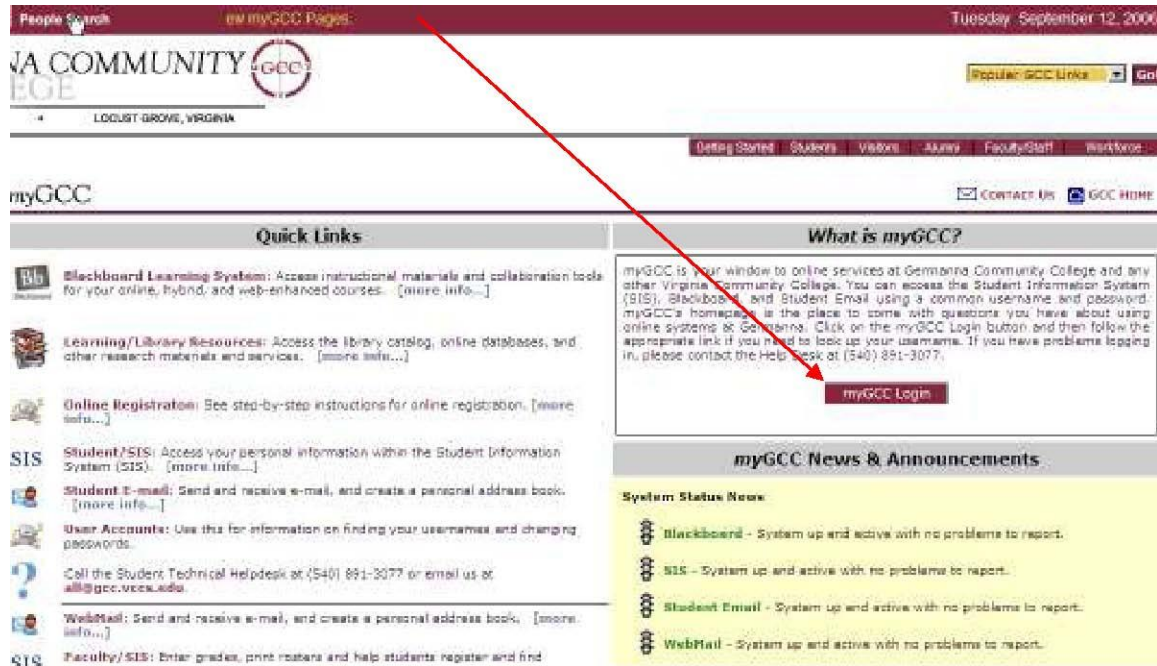 People Search
ew myGCC Pages
Tuesday September 12, 2006
NA COMMUNITY
GCC
EGE
LOCUST GROVE, VIRGINIA
Popular GCC Links
Go!
Getting Started Students Visitors Alumni Faculty/Staff Workforce
myGCC
CONTACT US GCC HOME
Quick Links
Bb
Blackboard Learning System: Access instructional materials and collaboration tools
for your online, hybrid, and web-enhanced courses. [more info...]
Learning/Library Resources: Access the library catalog, online databases, and
other research materials and services. [more info...]
Online Registraton: See step-by-step instructions for online registration. [more
info...]
SIS
Student/SIS: Access your personal information within the Student Information
System (SIS). [more info...]
Student E-mail: Send and receive e-mail, and create a personal address book.
[more info...]
User Accounts: Use this for information on finding your usernames and changing
passwords.
?
Call the Student Technical Helpdesk at (540) 891-3077 or email us at
all@gcc.vccs.edu.
WebMail: Send and receive e-mail, and create a personal address book. [more
info...]
SIS
Faculty/SIS: Enter grades, print rosters and help students register and find
What is myGCC?
myGCC is your window to online services at Germanna Community College and any
other Virginia Community College. You can access the Student Information System
(SIS), Blackboard, and Student Email using a common username and password.
myGCC's homepage is the place to come with questions you have about using
online systems at Germanna. Click on the myGCC Login button and then follow the
appropriate link if you need to look up your username. If you have problems logging
in, please contact the Help Desk at (540) 891-3077.
myGCC Login
myGCC News & Announcements
System Status News
Blackboard - System up and active with no problems to report.
SIS - System up and active with no problems to report.
Student Email - System up and active with no problems to report.
WebMail - System up and active with no problems to report.